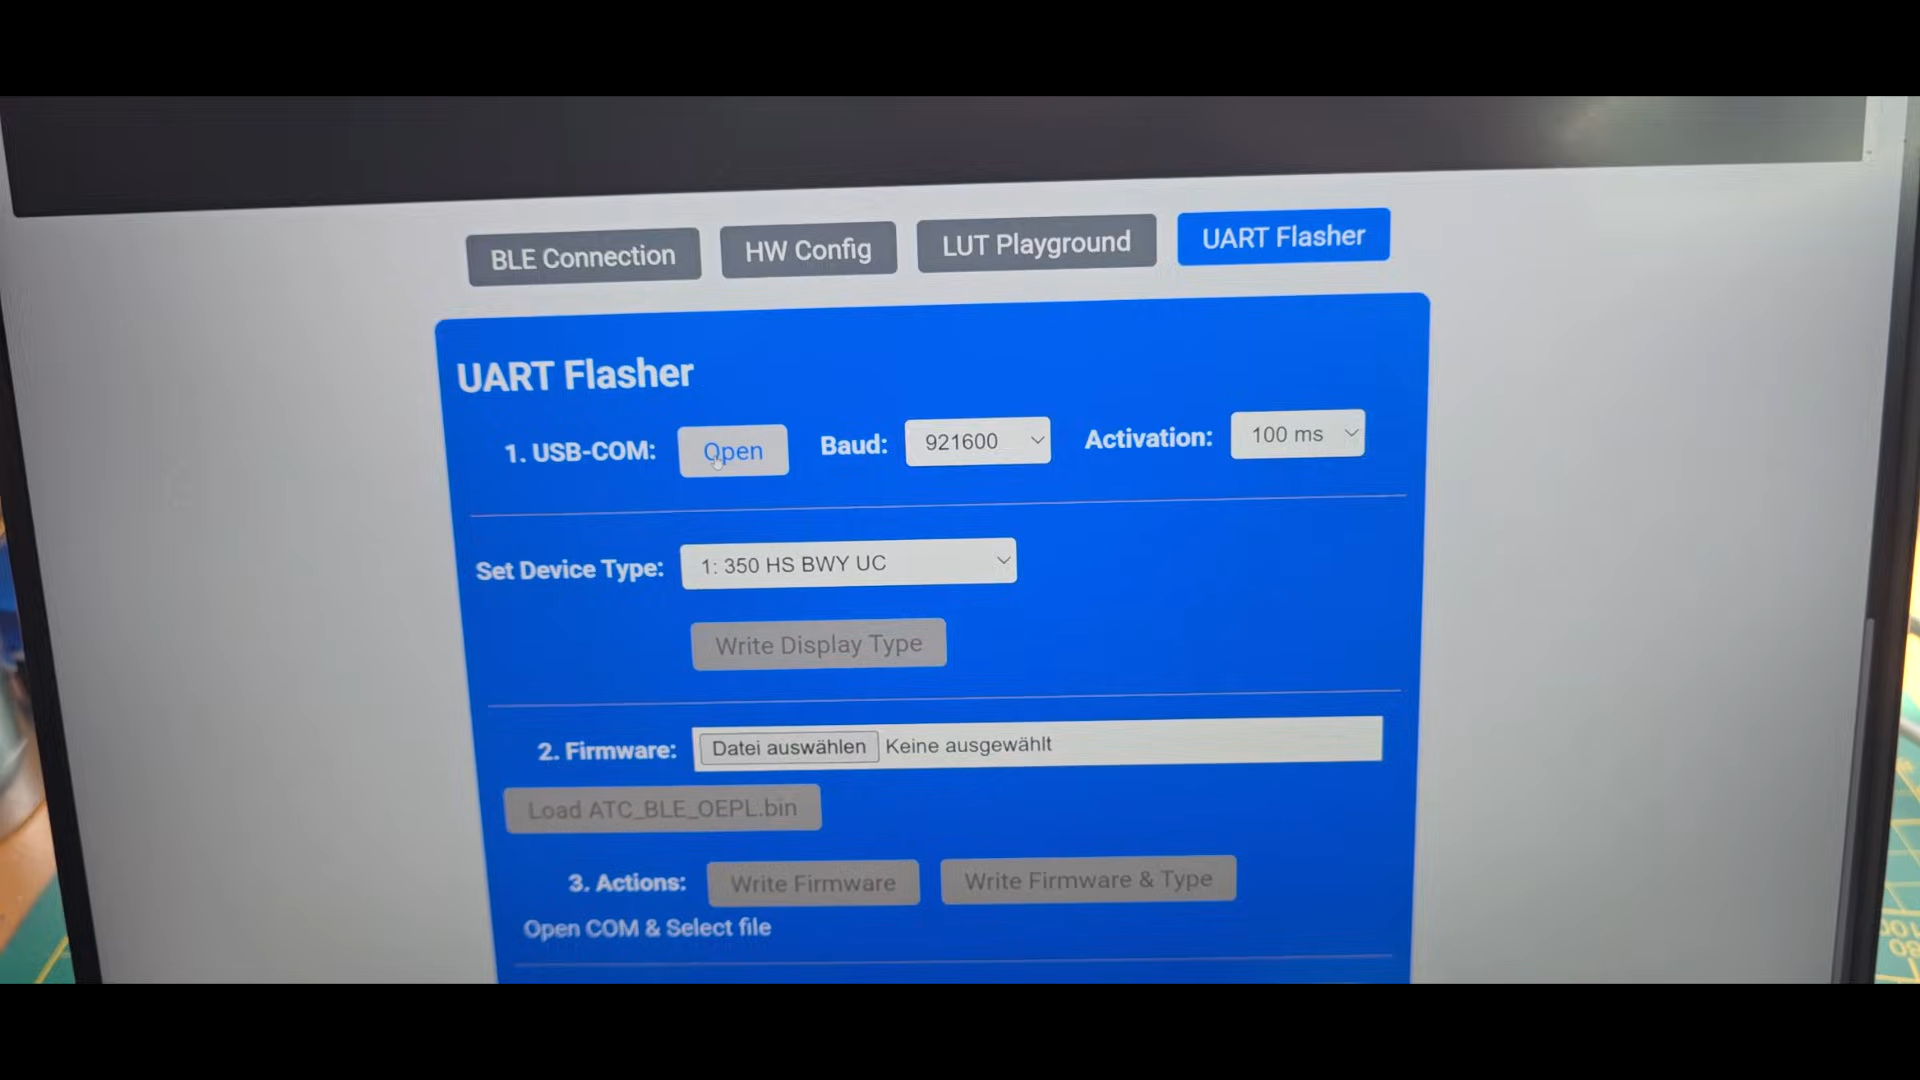 BLE Connection HW Config LUT Playground UART Flasher
UART Flasher
1. USB-COM: Open Baud: 921600 Activation: 100 ms
Set Device Type: 1: 350 HS BWY UC
Write Display Type
2. Firmware: Datei auswählen Keine ausgewählt
Load ATC_BLE_OEPL.bin
3. Actions: Write Firmware Write Firmware & Type
Open COM & Select file